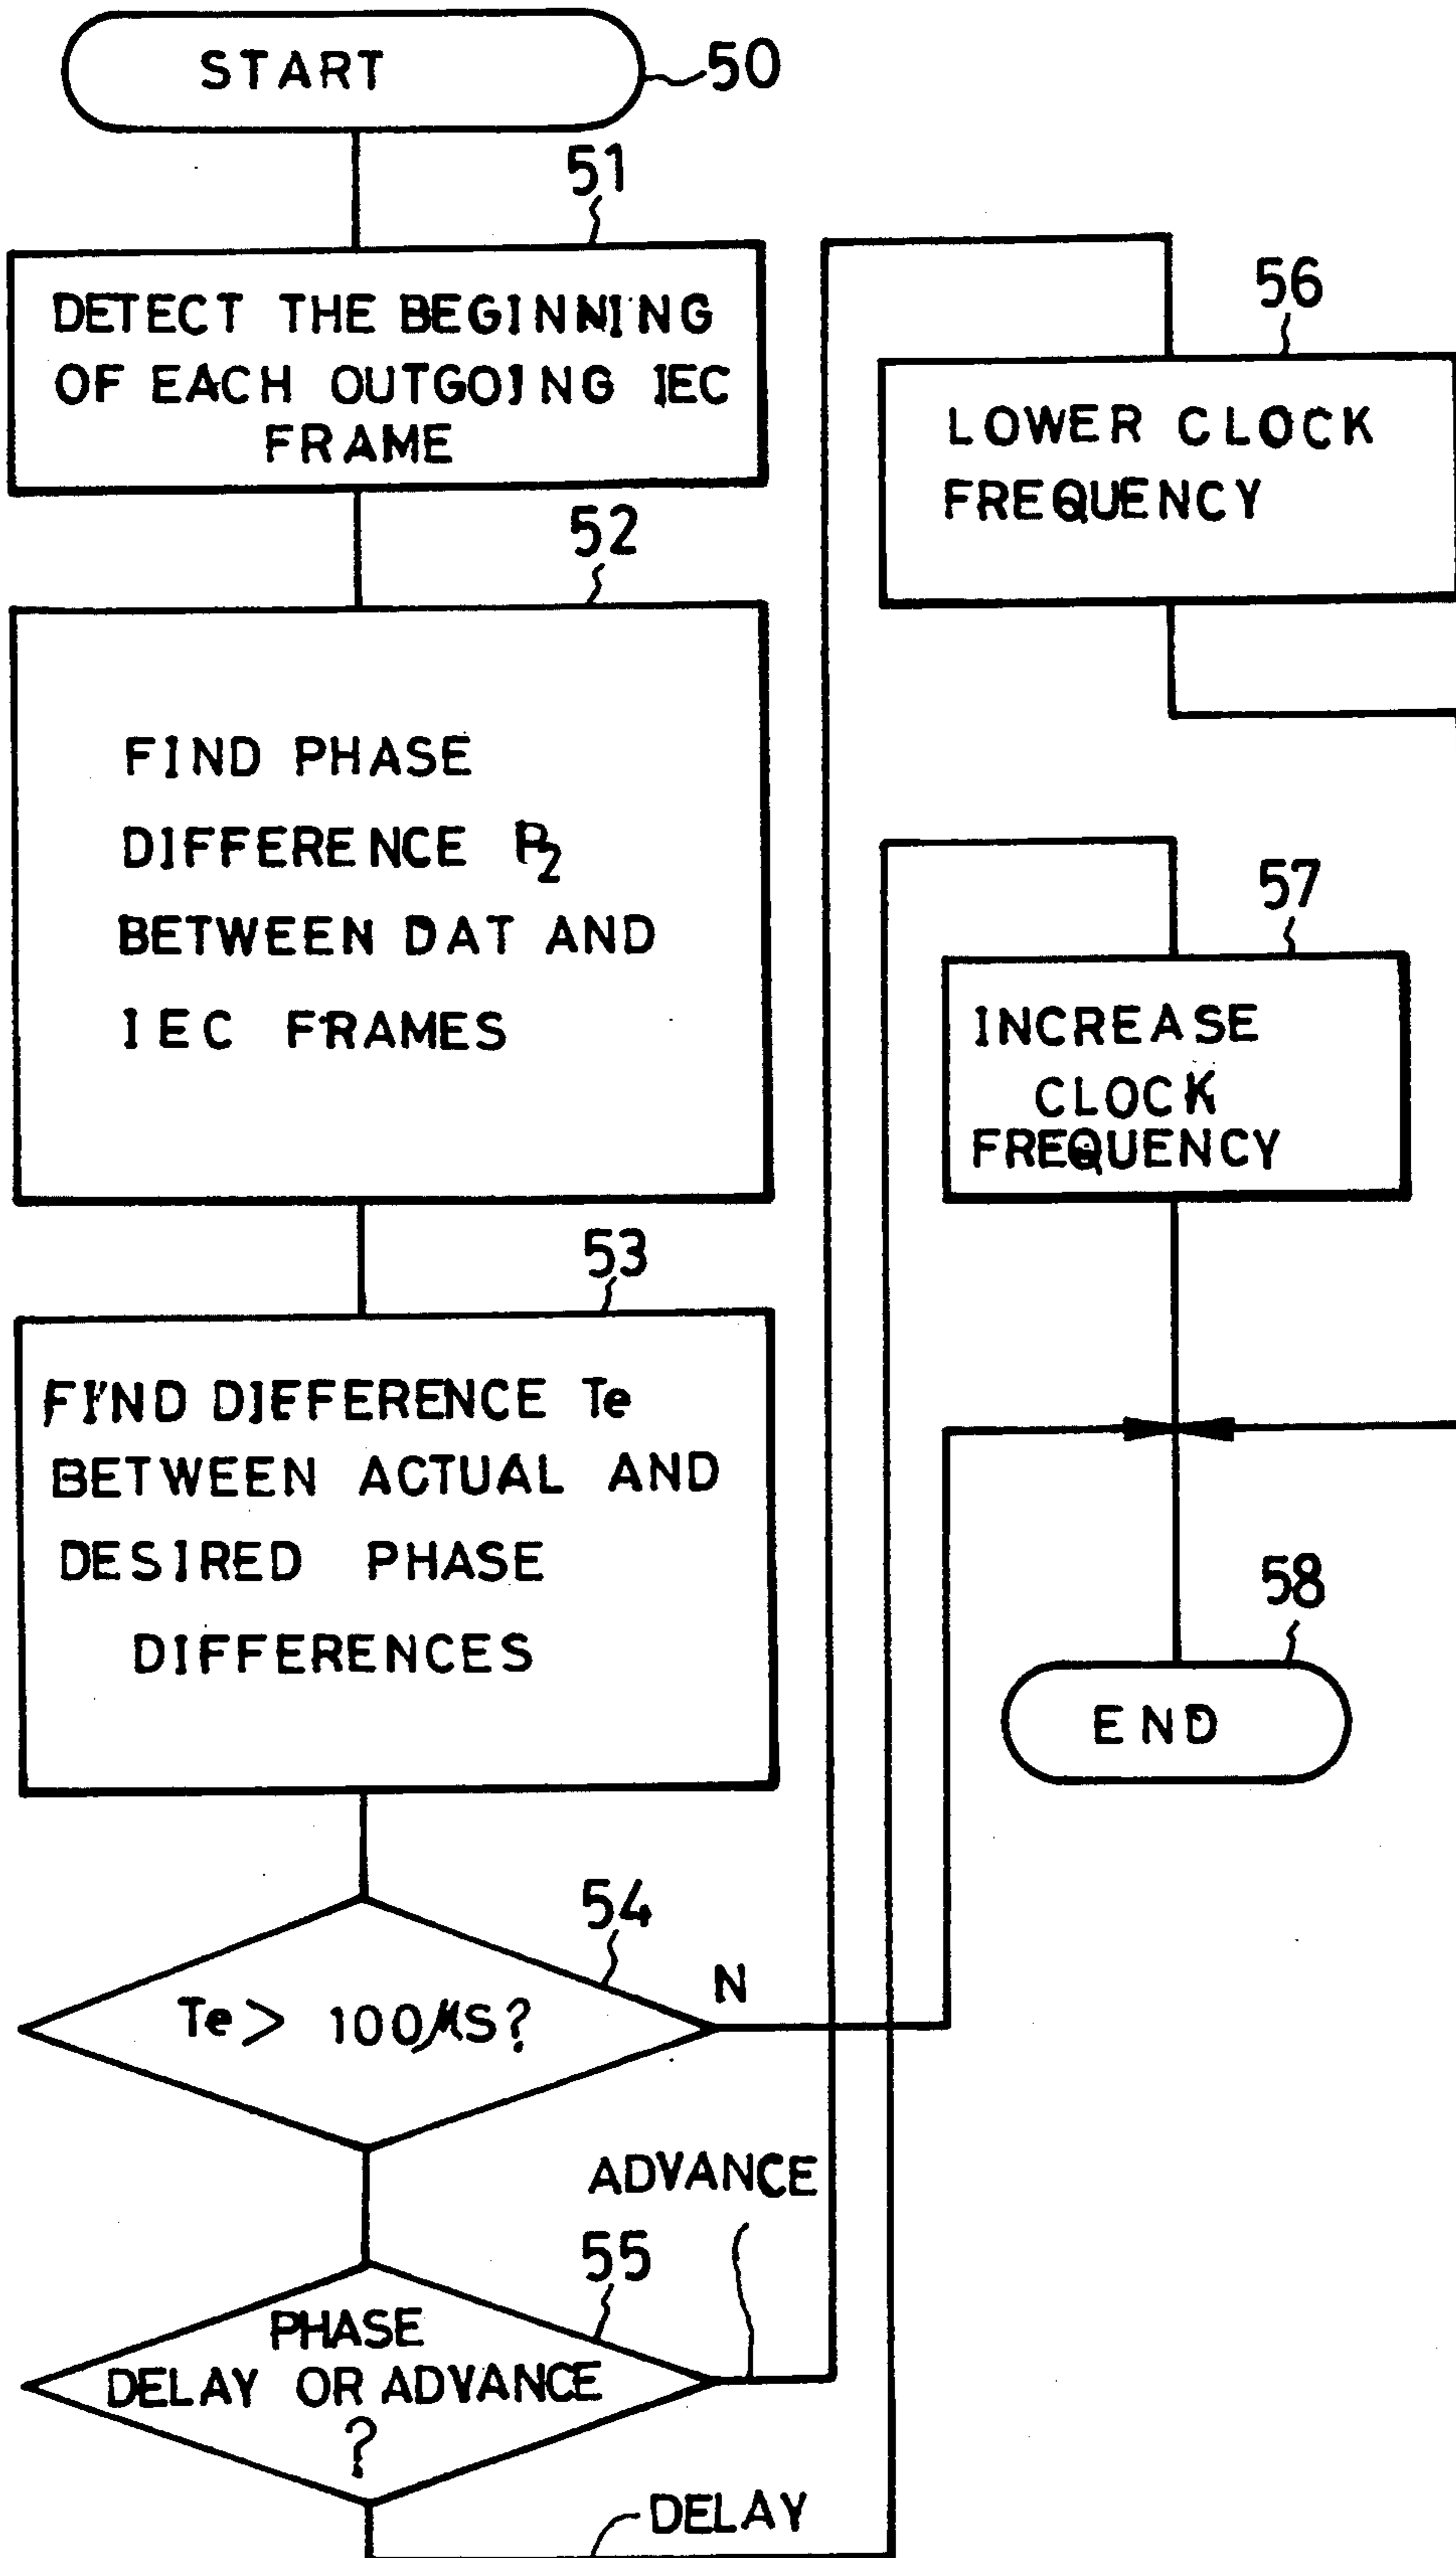 START
50
51
DETECT THE BEGINNING
OF EACH OUTGOING IEC
FRAME
52
FIND PHASE
DIFFERENCE P2
BETWEEN DAT AND
IEC FRAMES
53
FIND DIFFERENCE Te
BETWEEN ACTUAL AND
DESIRED PHASE
DIFFERENCES
54
Te > 100μS?
N
ADVANCE
55
PHASE
DELAY OR ADVANCE
?
DELAY
56
LOWER CLOCK
FREQUENCY
57
INCREASE
CLOCK
FREQUENCY
58
END